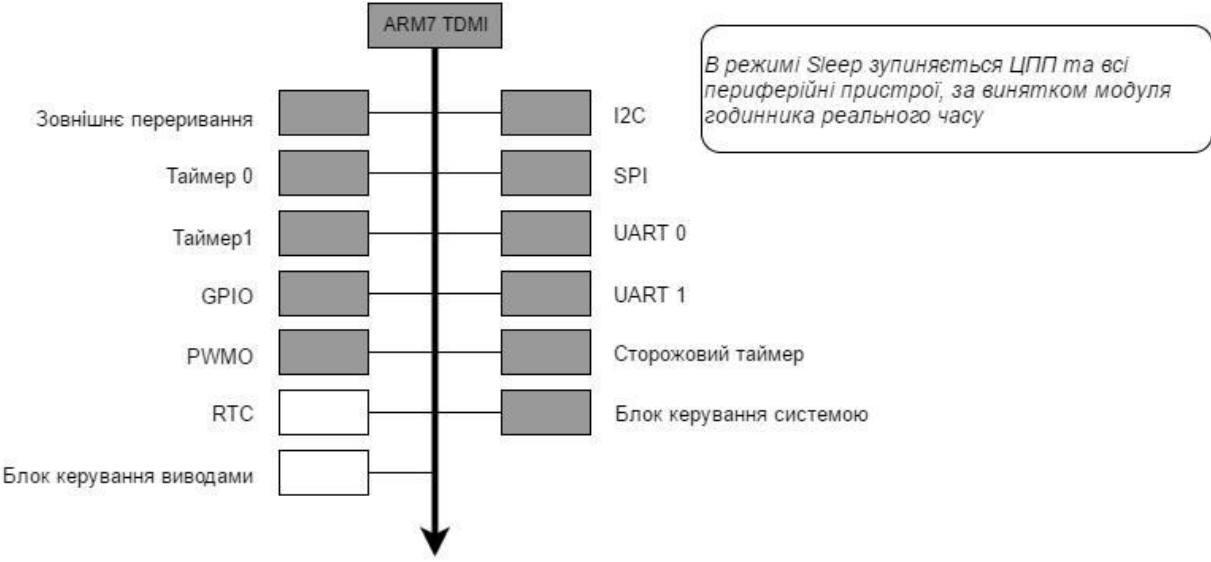 ARM7 TDMI
В режимі Sleep зупиняється ЦПП та всі
периферійні пристрої, за винятком модуля
годинника реального часу
Зовнішнє переривання
I2C
Таймер 0
SPI
Таймер1
UART 0
GPIO
UART 1
PWMO
Сторожовий таймер
RTC
Блок керування системою
Блок керування виводами